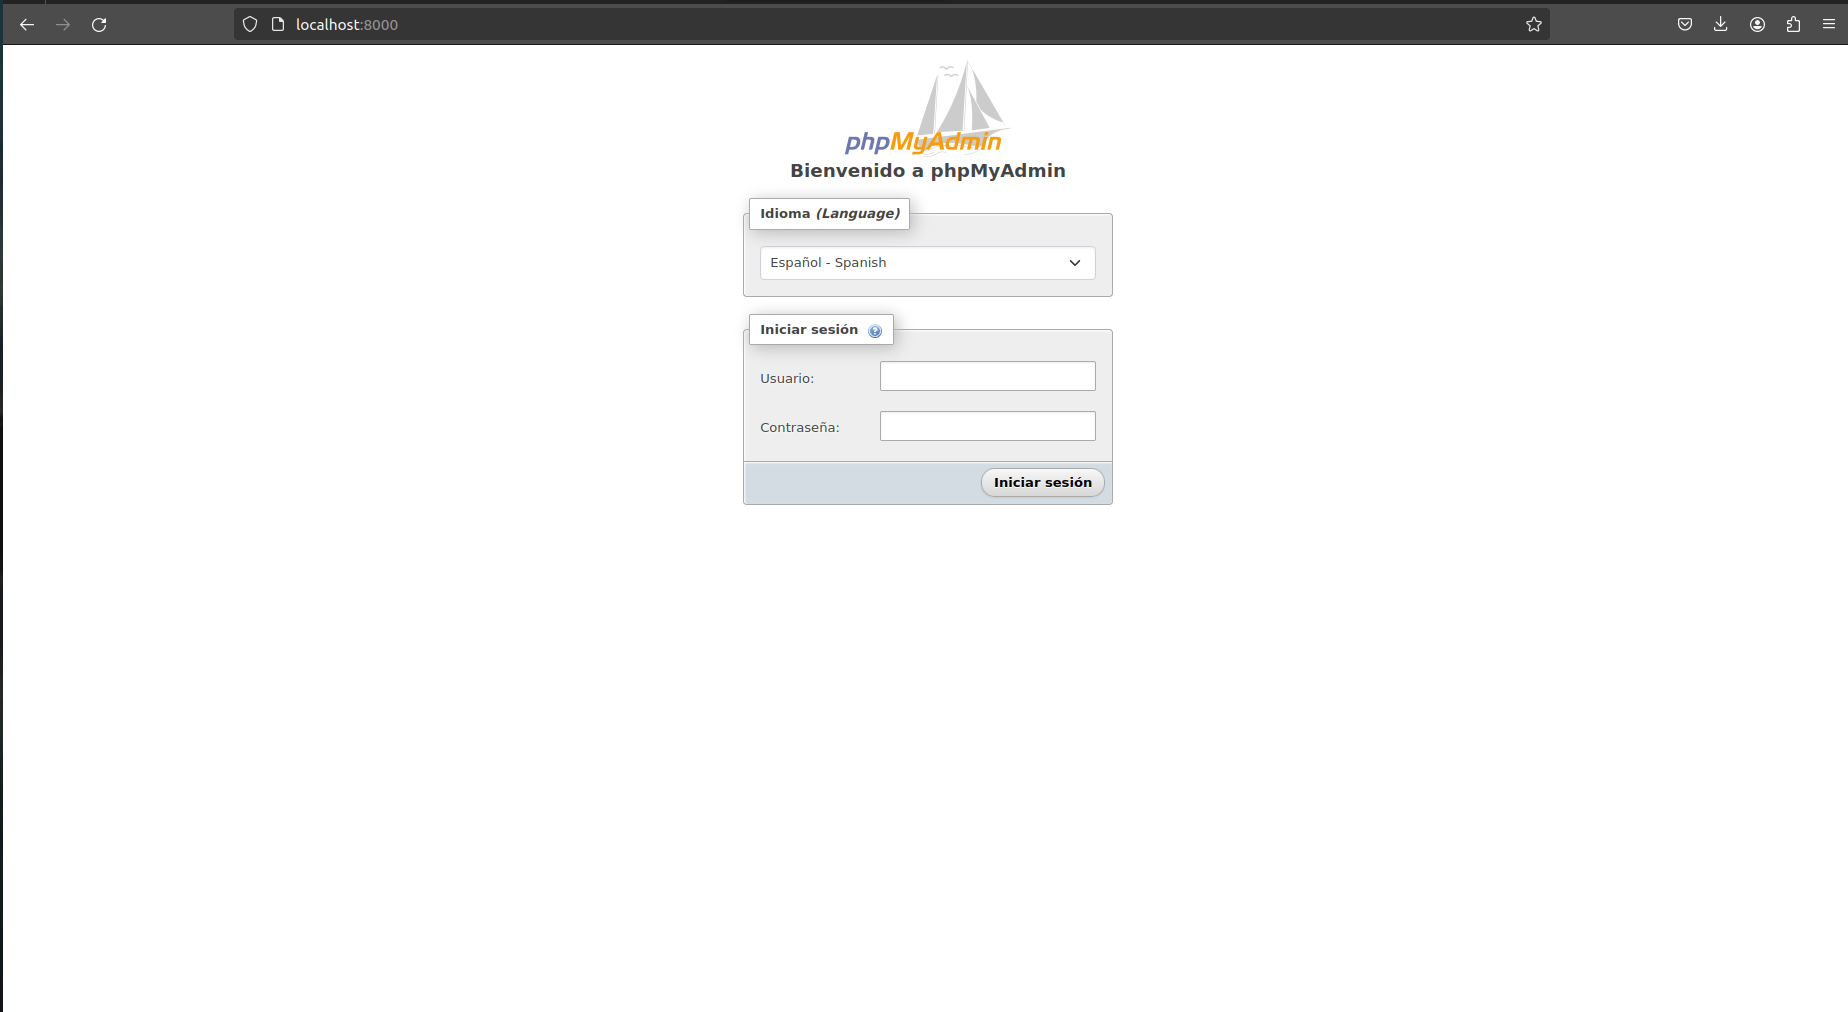 localhost:8000
phpMyAdmin
Bienvenido a phpMyAdmin
Idioma (Language)
Español - Spanish
Iniciar sesión
Usuario:
Contraseña:
Iniciar sesión